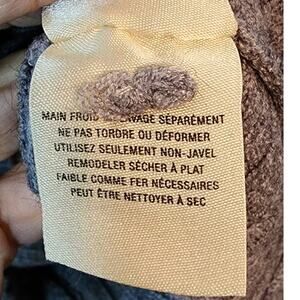 MAIN FROID LAVAGE SÉPARÉMENT
NE PAS TORDRE OU DÉFORMER
UTILISEZ SEULEMENT NON-JAVEL
REMODELER SÉCHER À PLAT
FAIBLE COMME FER NÉCESSAIRES
PEUT ÊTRE NETTOYER À SEC